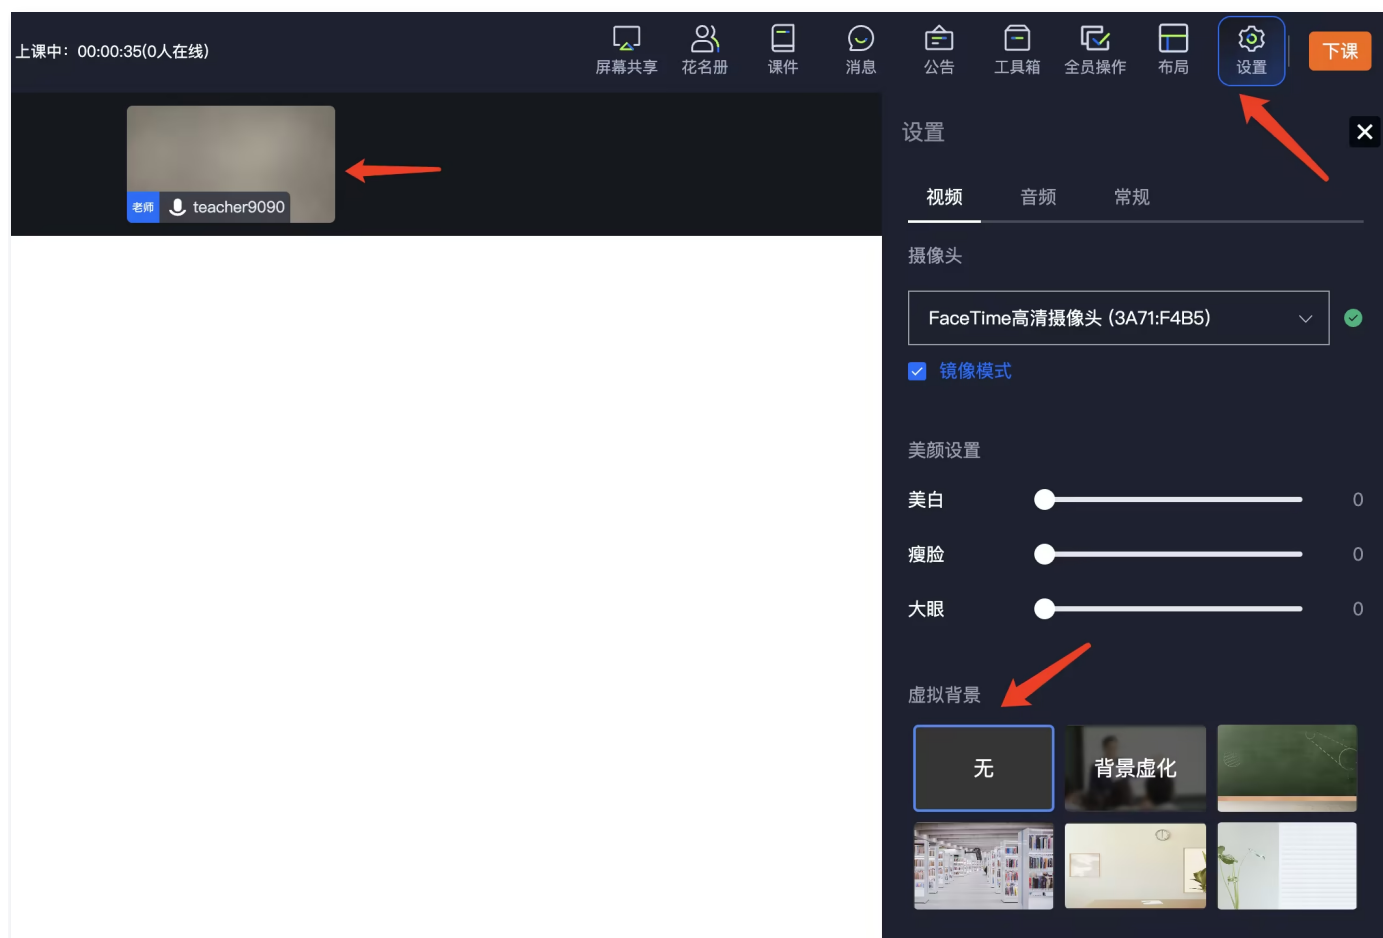 上课中：00:00:35(0人在线)
屏幕共享 花名册 课件 消息 公告 工具箱 全员操作 布局 设置 下课
设置
老师 teacher9090
视频 音频 常规
摄像头
FaceTime高清摄像头 (3A71:F4B5)
镜像模式
美颜设置
美白 0
瘦脸 0
大眼 0
虚拟背景
无 背景虚化